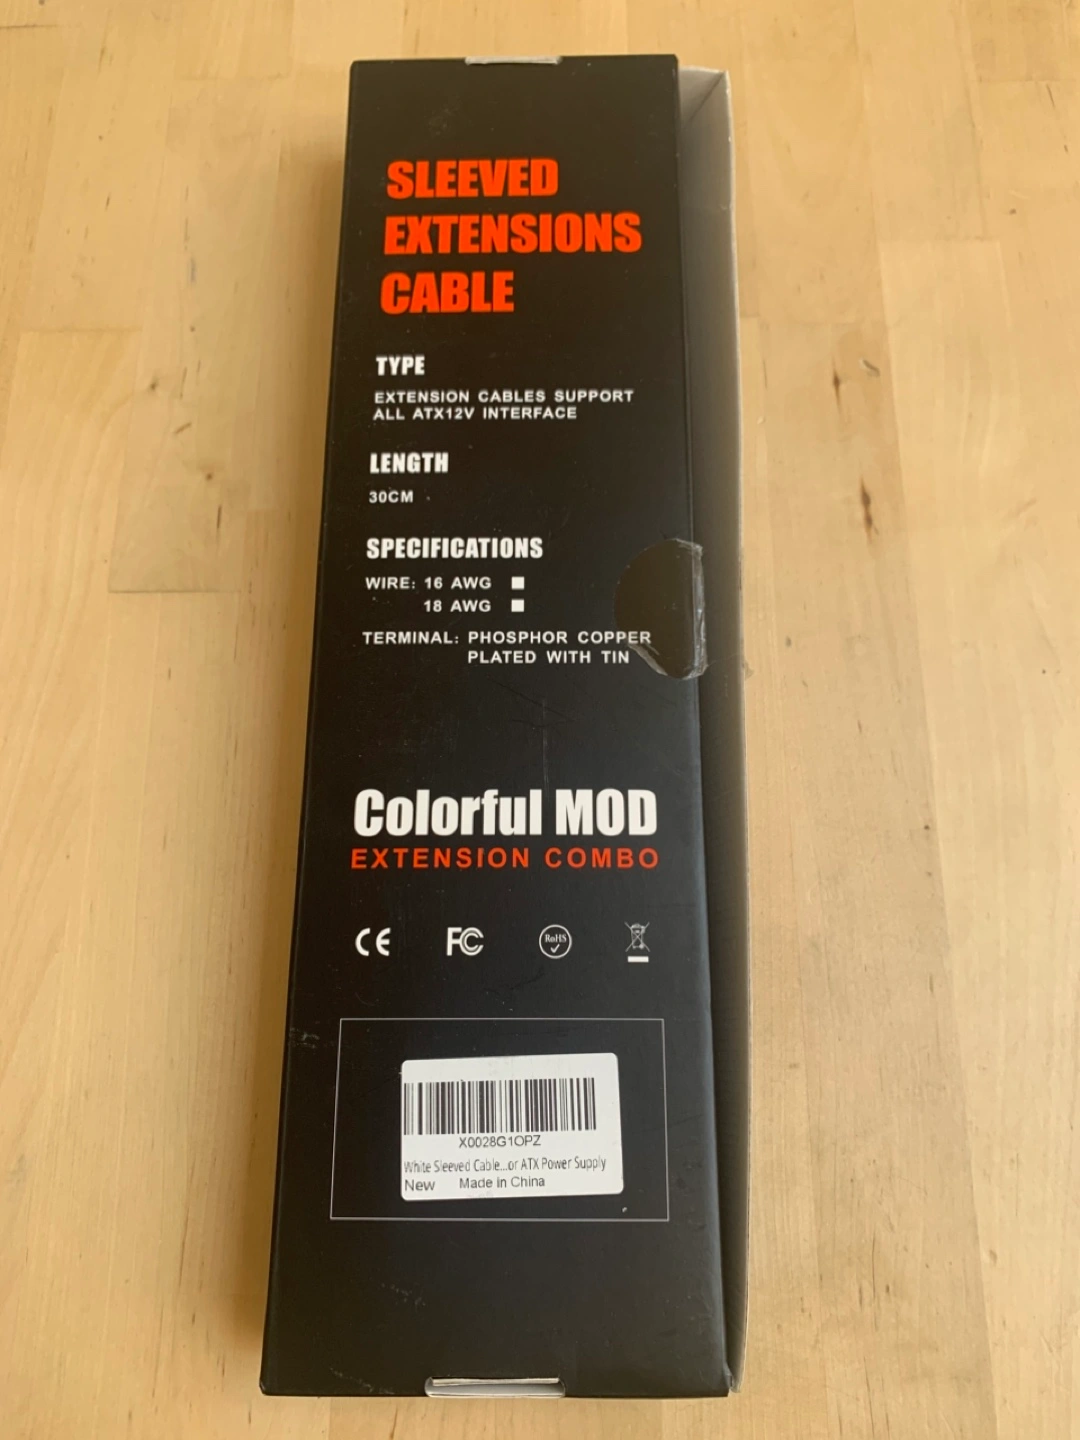 SLEEVED
EXTENSIONS
CABLE
TYPE
EXTENSION CABLES SUPPORT
ALL ATX12V INTERFACE
LENGTH
30CM
SPECIFICATIONS
WIRE: 16 AWG
18 AWG
TERMINAL: PHOSPHOR COPPER
PLATED WITH TIN
Colorful MOD
EXTENSION COMBO
CE FC RoHS
X0028G1OPZ
White Sleeved Cable...or ATX Power Supply
New Made in China